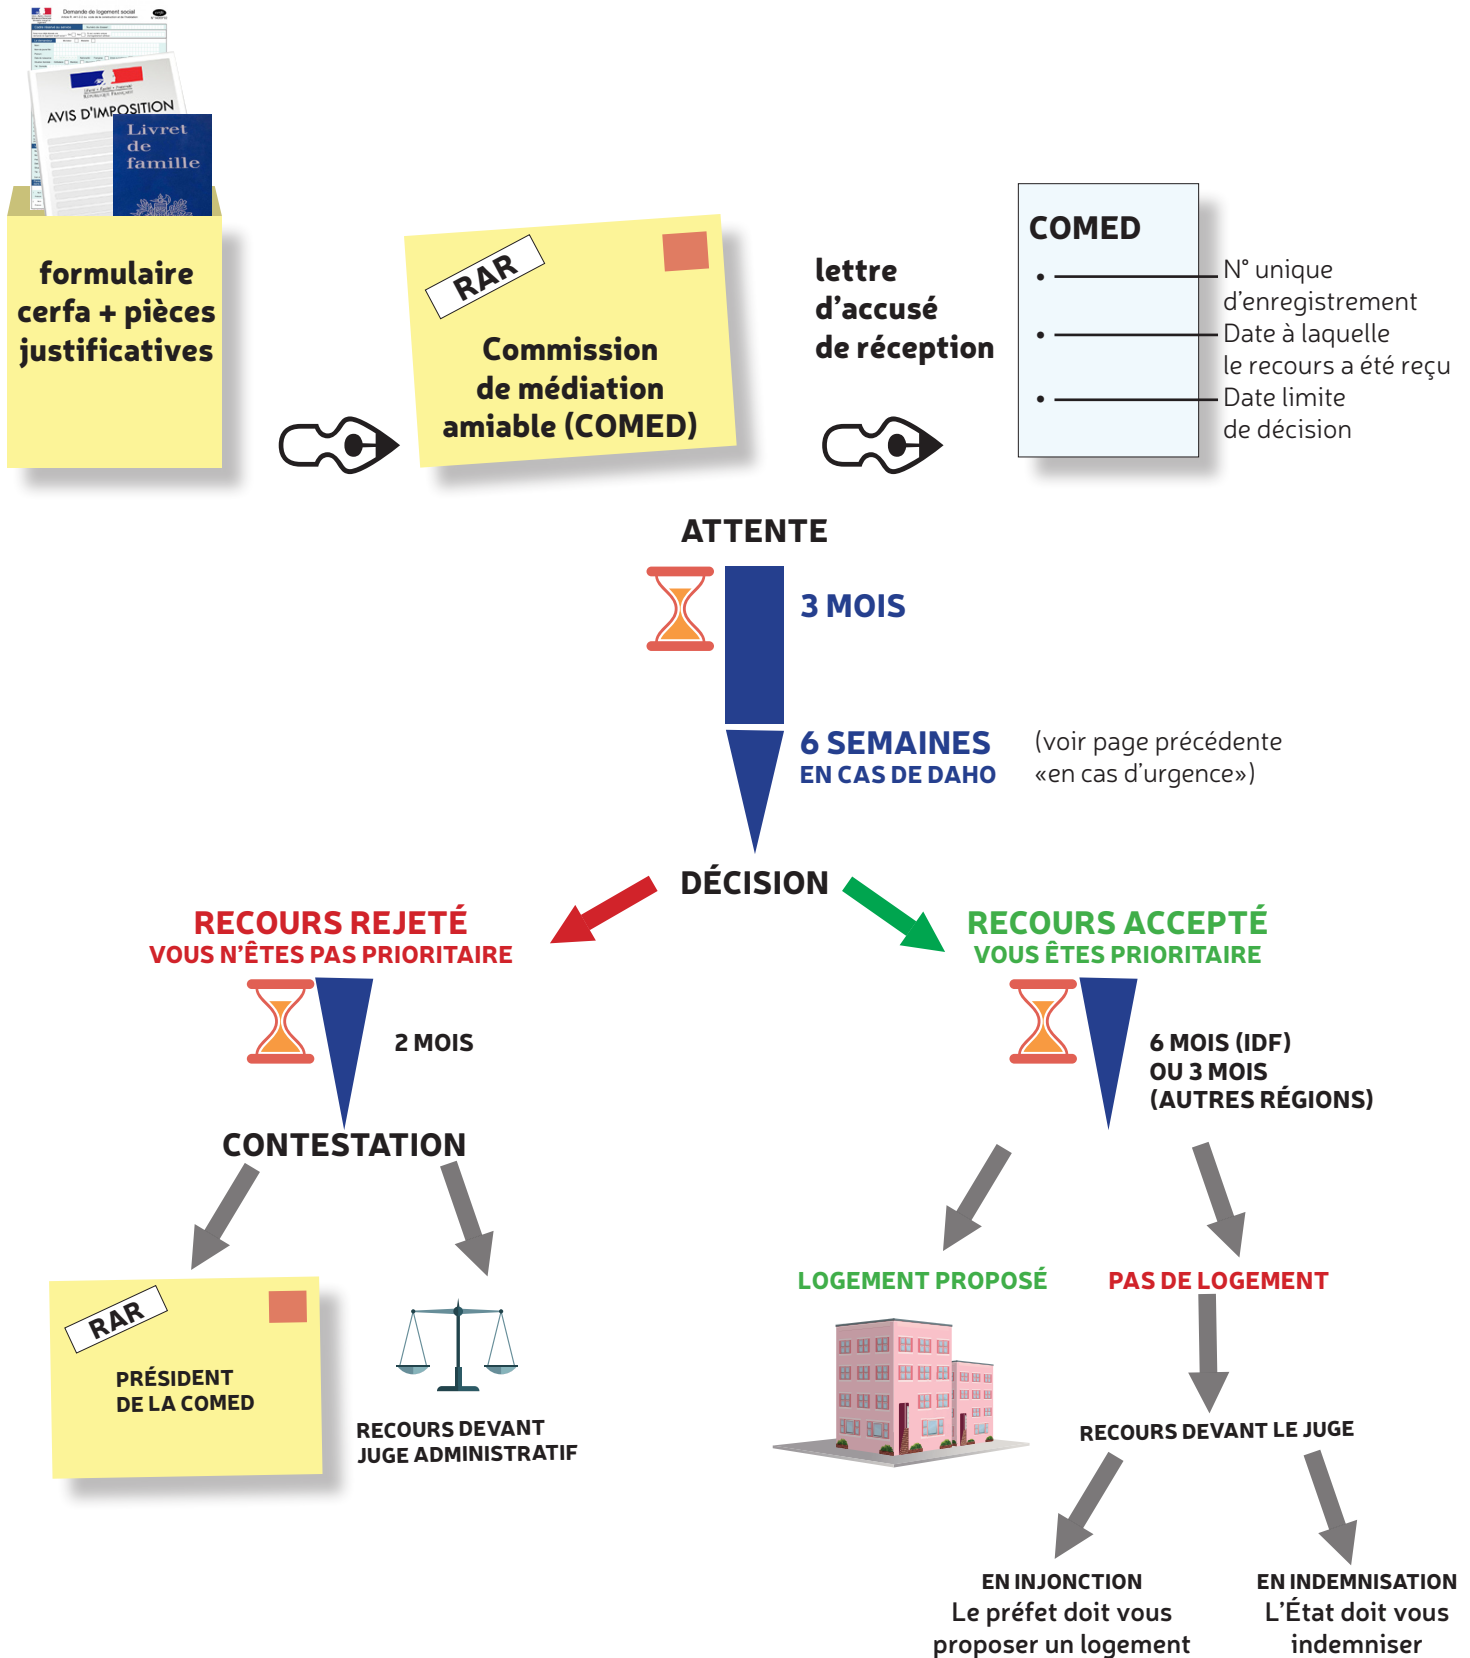 Demande de logement social
AVIS D'IMPOSITION
Livret
de
famille
formulaire
cerfa + pièces
justificatives
RAR
Commission
de médiation
amiable (COMED)
lettre
d'accusé
de réception
COMED
• N° unique
d'enregistrement
• Date à laquelle
le recours a été reçu
• Date limite
de décision
ATTENTE
3 MOIS
6 SEMAINES
EN CAS DE DAHO
(voir page précédente
«en cas d'urgence»)
DÉCISION
RECOURS REJETÉ
VOUS N'ÊTES PAS PRIORITAIRE
2 MOIS
CONTESTATION
RAR
PRÉSIDENT
DE LA COMED
RECOURS DEVANT
JUGE ADMINISTRATIF
RECOURS ACCEPTÉ
VOUS ÊTES PRIORITAIRE
6 MOIS (IDF)
OU 3 MOIS
(AUTRES RÉGIONS)
LOGEMENT PROPOSÉ
PAS DE LOGEMENT
RECOURS DEVANT LE JUGE
EN INJONCTION
Le préfet doit vous
proposer un logement
EN INDEMNISATION
L'État doit vous
indemniser